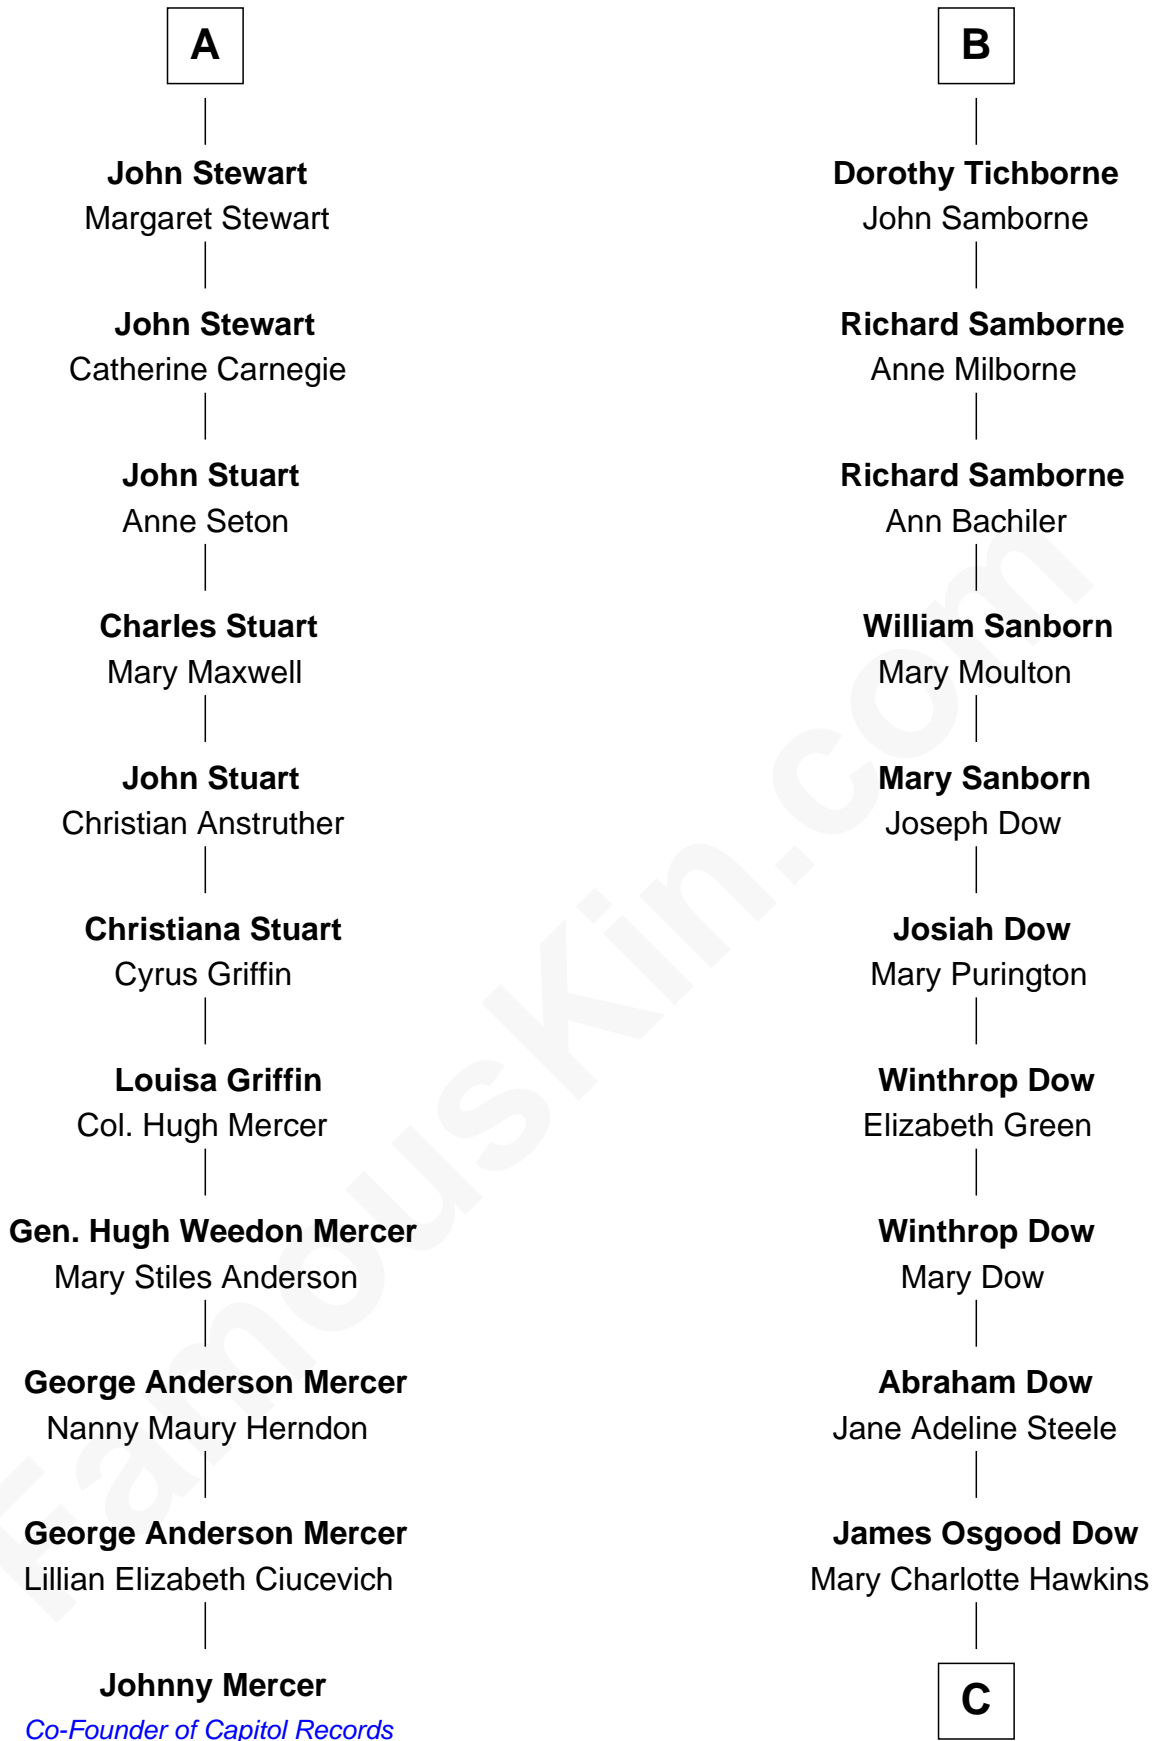 A
John Stewart
Margaret Stewart
John Stewart
Catherine Carnegie
John Stuart
Anne Seton
Charles Stuart
Mary Maxwell
John Stuart
Christian Anstruther
Christiana Stuart
Cyrus Griffin
Louisa Griffin
Col. Hugh Mercer
Gen. Hugh Weedon Mercer
Mary Stiles Anderson
George Anderson Mercer
Nanny Maury Herndon
George Anderson Mercer
Lillian Elizabeth Ciucevich
Johnny Mercer
Co-Founder of Capitol Records
B
Dorothy Tichborne
John Samborne
Richard Samborne
Anne Milborne
Richard Samborne
Ann Bachiler
William Sanborn
Mary Moulton
Mary Sanborn
Joseph Dow
Josiah Dow
Mary Purington
Winthrop Dow
Elizabeth Green
Winthrop Dow
Mary Dow
Abraham Dow
Jane Adeline Steele
James Osgood Dow
Mary Charlotte Hawkins
C
FamousKin.com